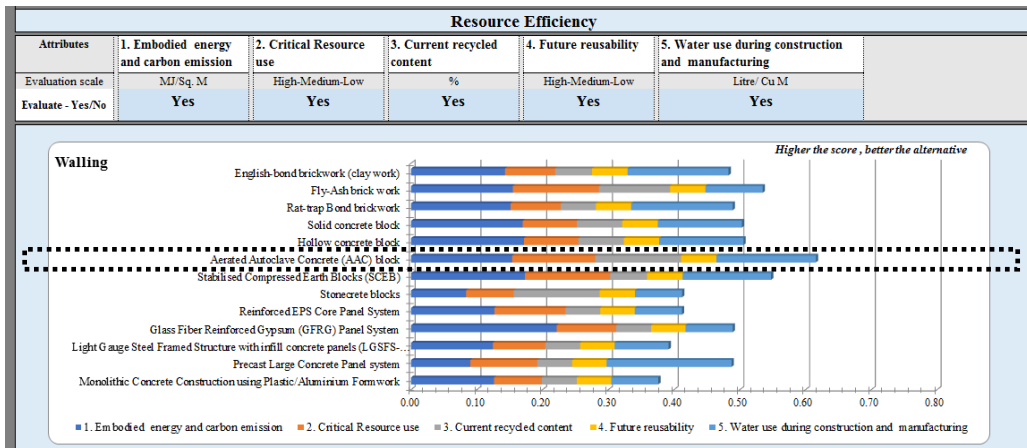 Resource Efficiency
Attributes
1. Embodied energy and carbon emission
2. Critical Resource use
3. Current recycled content
4. Future reusability
5. Water use during construction and manufacturing
Evaluation scale
MJ/Sq. M
High-Medium-Low
%
High-Medium-Low
Litre/ Cu M
Evaluate - Yes/No
Yes
Yes
Yes
Yes
Yes
Walling
Higher the score , better the alternative
English-bond brickwork (clay work)
Fly-Ash brick work
Rat-trap Bond brickwork
Solid concrete block
Hollow concrete block
Aerated Autoclave Concrete (AAC) block
Stabilised Compressed Earth Blocks (SCEB)
Stonecrete blocks
Reinforced EPS Core Panel System
Glass Fiber Reinforced Gypsum (GFRG) Panel System
Light Gauge Steel Framed Structure with infill concrete panels (LGSFS-...
Precast Large Concrete Panel system
Monolithic Concrete Construction using Plastic/Aluminium Formwork
0.00 0.10 0.20 0.30 0.40 0.50 0.60 0.70 0.80
1. Embodied energy and carbon emission 2. Critical Resource use 3. Current recycled content 4. Future reusability 5. Water use during construction and manufacturing